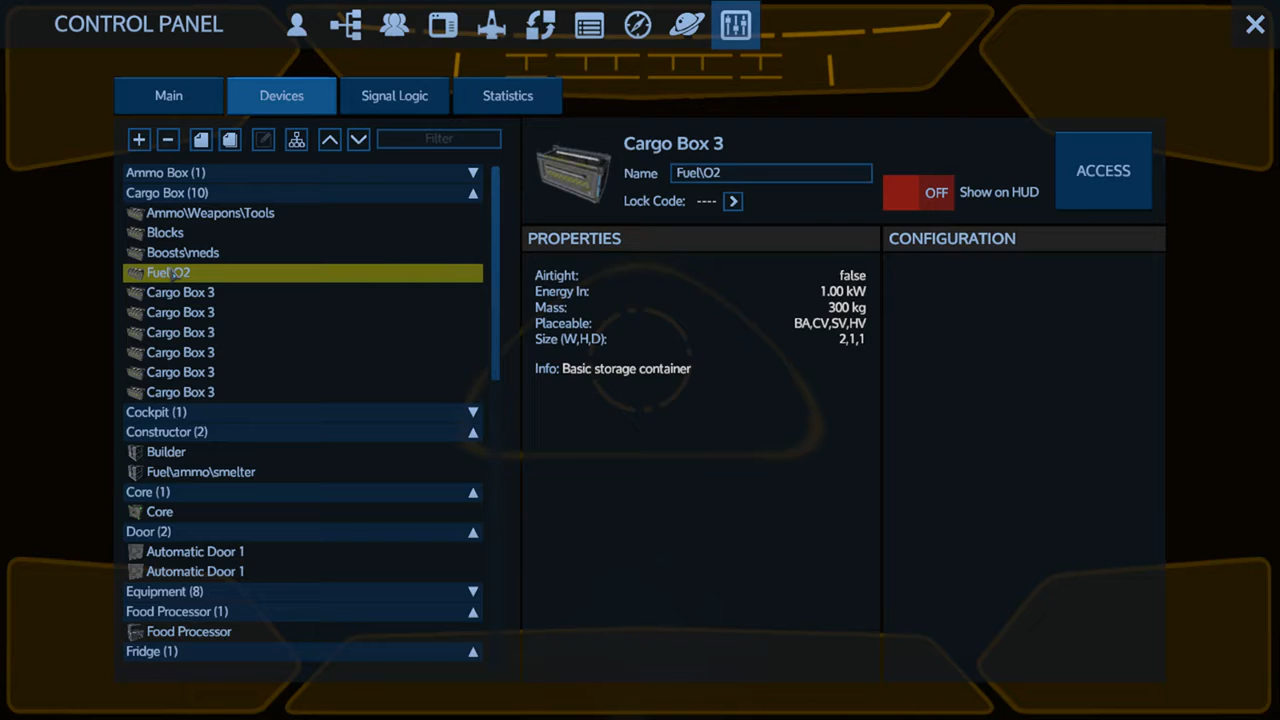 CONTROL PANEL
Main
Devices
Signal Logic
Statistics
Filter
Ammo Box (1)
Cargo Box (10)
Ammo\Weapons\Tools
Blocks
Boosts\meds
Fuel\O2
Cargo Box 3
Cargo Box 3
Cargo Box 3
Cargo Box 3
Cargo Box 3
Cargo Box 3
Cockpit (1)
Constructor (2)
Builder
Fuel\ammo\smelter
Core (1)
Core
Door (2)
Automatic Door 1
Automatic Door 1
Equipment (8)
Food Processor (1)
Food Processor
Fridge (1)
Cargo Box 3
Name Fuel\O2
Lock Code: ----
OFF Show on HUD
ACCESS
PROPERTIES
Airtight: false
Energy In: 1.00 kW
Mass: 300 kg
Placeable: BA,CV,SV,HV
Size (W,H,D): 2,1,1
Info: Basic storage container
CONFIGURATION